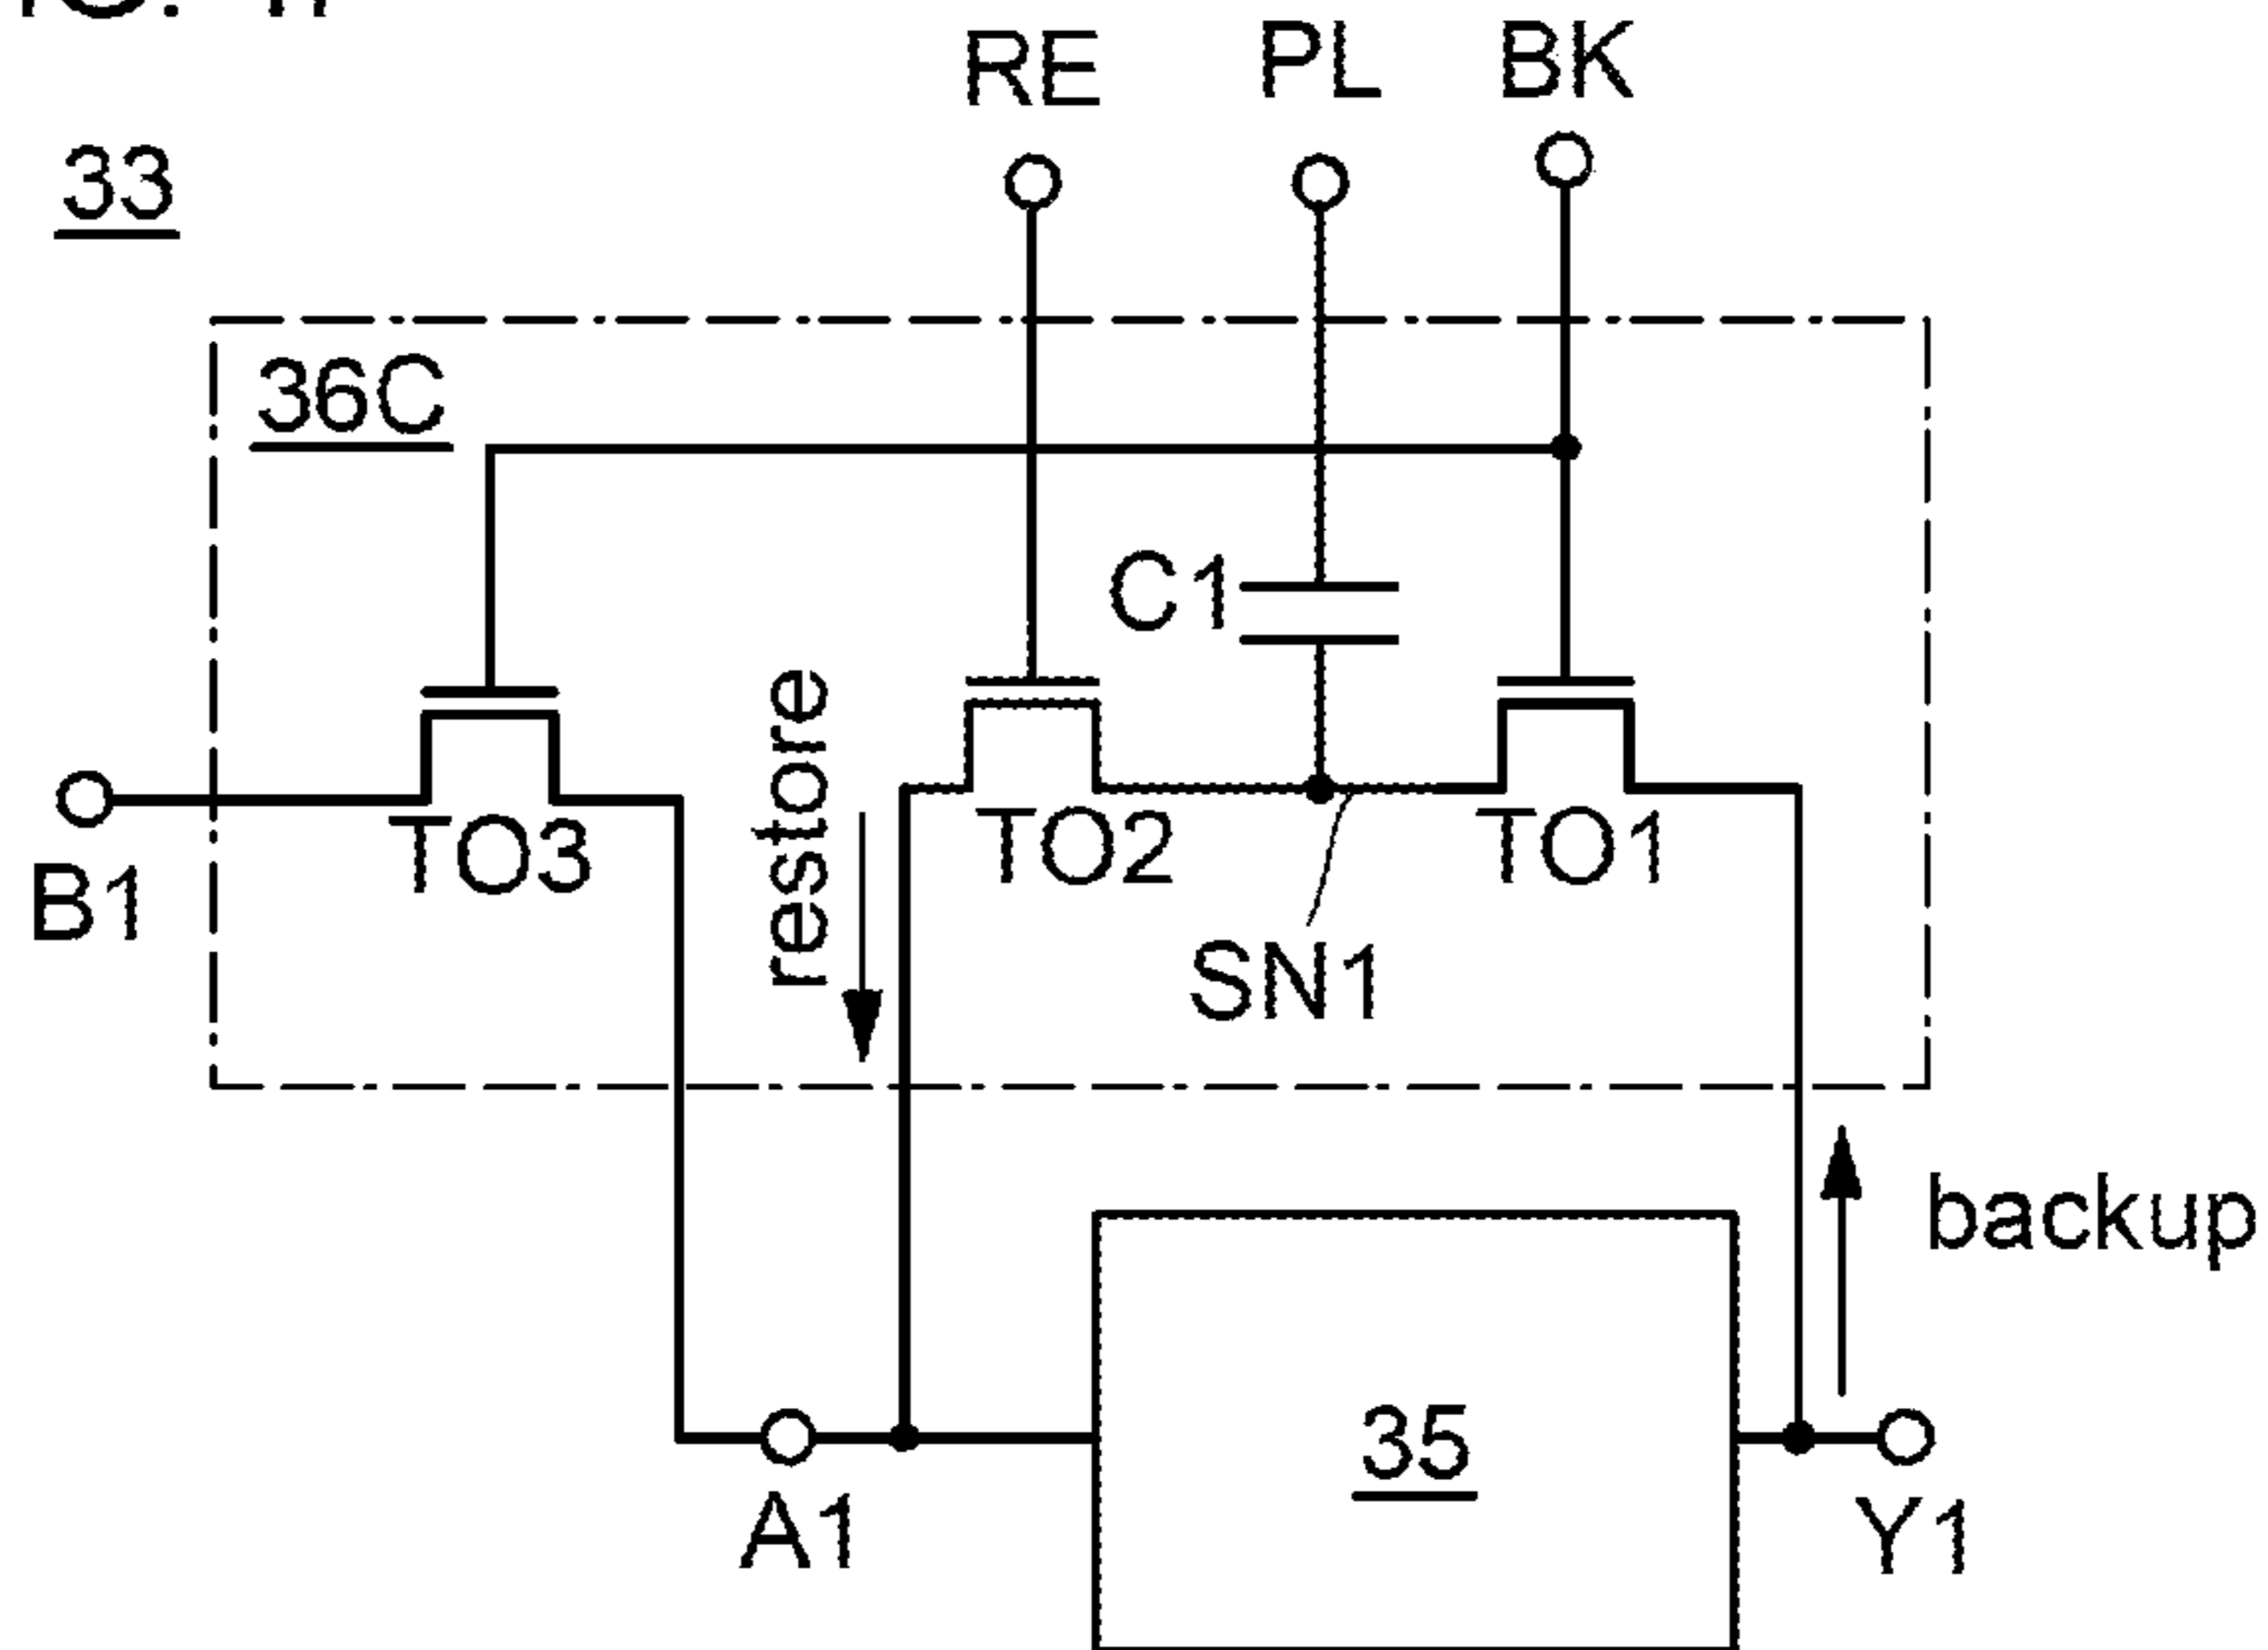 RE PL BK
33
36C
C1
restore
B1
TO3 TO2 TO1
SN1
backup
35
A1 Y1